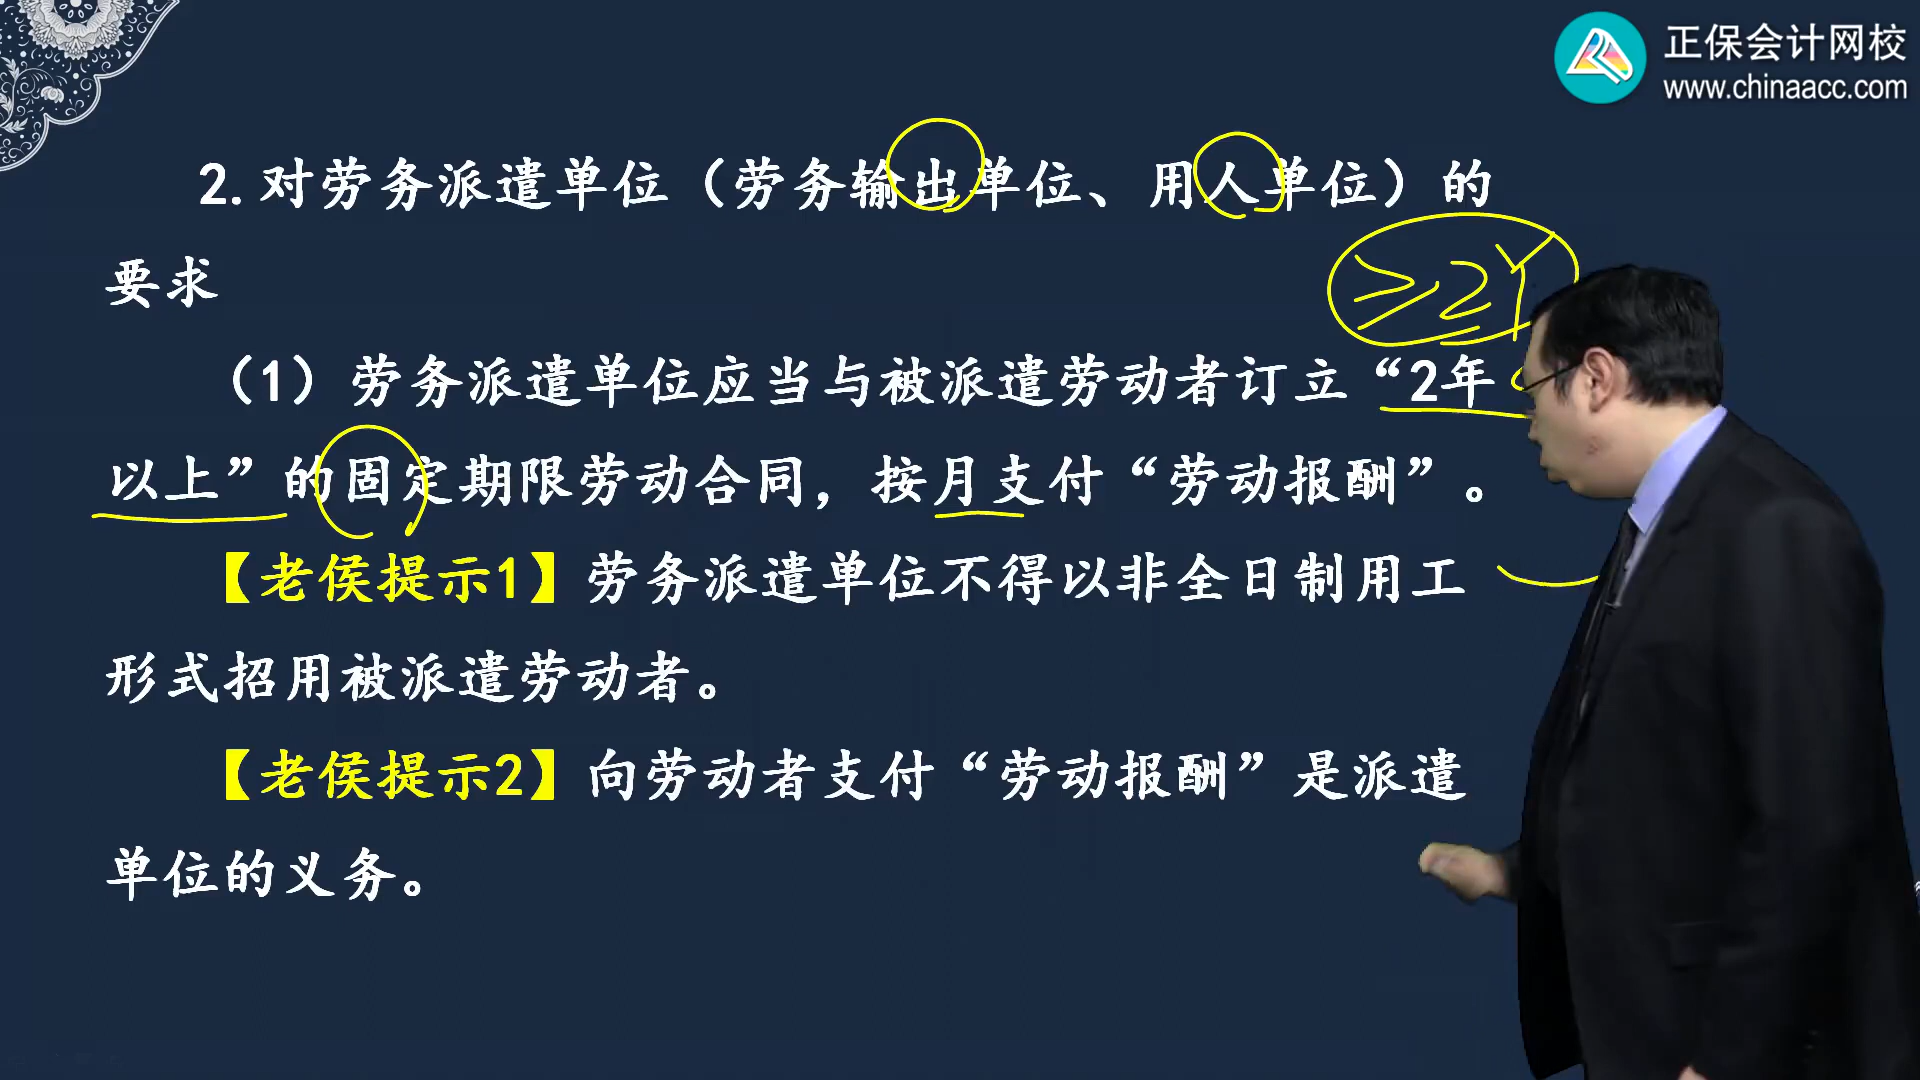 正保会计网校
www.chinaacc.com
2.对劳务派遣单位（劳务输出单位、用人单位）的
要求
≥2Y
（1）劳务派遣单位应当与被派遣劳动者订立“2年
以上”的固定期限劳动合同，按月支付“劳动报酬”。
【老侯提示1】劳务派遣单位不得以非全日制用工
形式招用被派遣劳动者。
【老侯提示2】向劳动者支付“劳动报酬”是派遣
单位的义务。